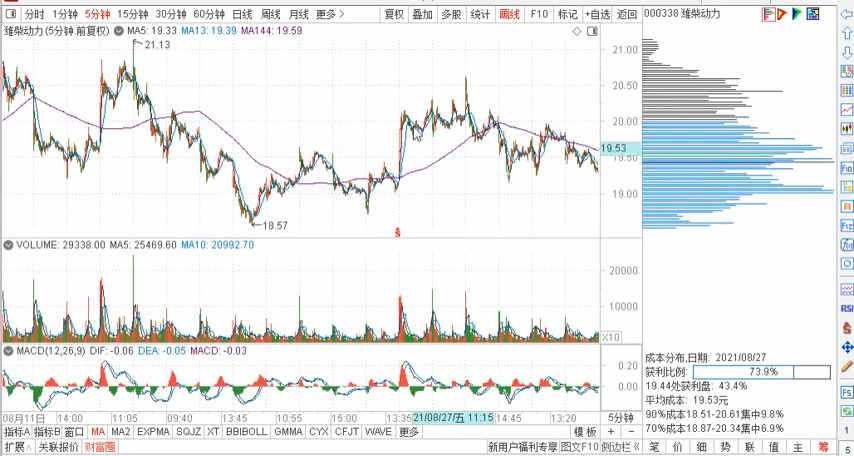 分时 1分钟 5分钟 15分钟 30分钟 60分钟 日线 周线 月线 更多 复权 叠加 多股 统计 画线 F10 标记 +自选 返回 000338 潍柴动力
潍柴动力(5分钟.前复权) MA5: 19.33 MA13: 19.39 MA144: 19.59
21.13
21.00
20.50
20.00
19.53
19.50
19.00
18.57
S
VOLUME: 29338.00 MA5: 25469.60 MA10: 20992.70
20000
10000
X10
MACD(12,26,9) DIF: -0.06 DEA: -0.05 MACD: -0.03
0.20
0.00
08月11日 14:00 11:05 09:40 13:45 10:55 15:00 13:35 21/08/27/五 11:15 14:45 13:20 5分钟
指标A 指标B 窗口 MA MA2 EXPMA SQJZ XT BBIBOLL GMMA CYX CFJT WAVE 更多 模板 + -
扩展∧ 关联报价 财富圈 新用户福利专享 图文F10 侧边栏 笔 价 细 势 联 值 主 筹
成本分布,日期: 2021/08/27
获利比例: 73.9%
19.44处获利盘: 43.4%
平均成本: 19.53元
90%成本18.51-20.61集中9.8%
70%成本18.87-20.34集中6.9%
F10
F12
RSI
F5
1
5